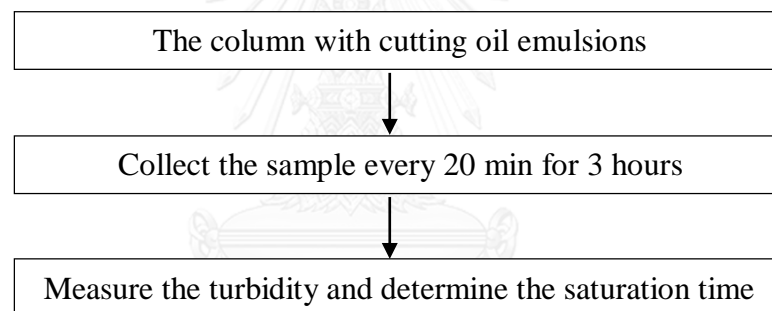 The column with cutting oil emulsions
Collect the sample every 20 min for 3 hours
Measure the turbidity and determine the saturation time